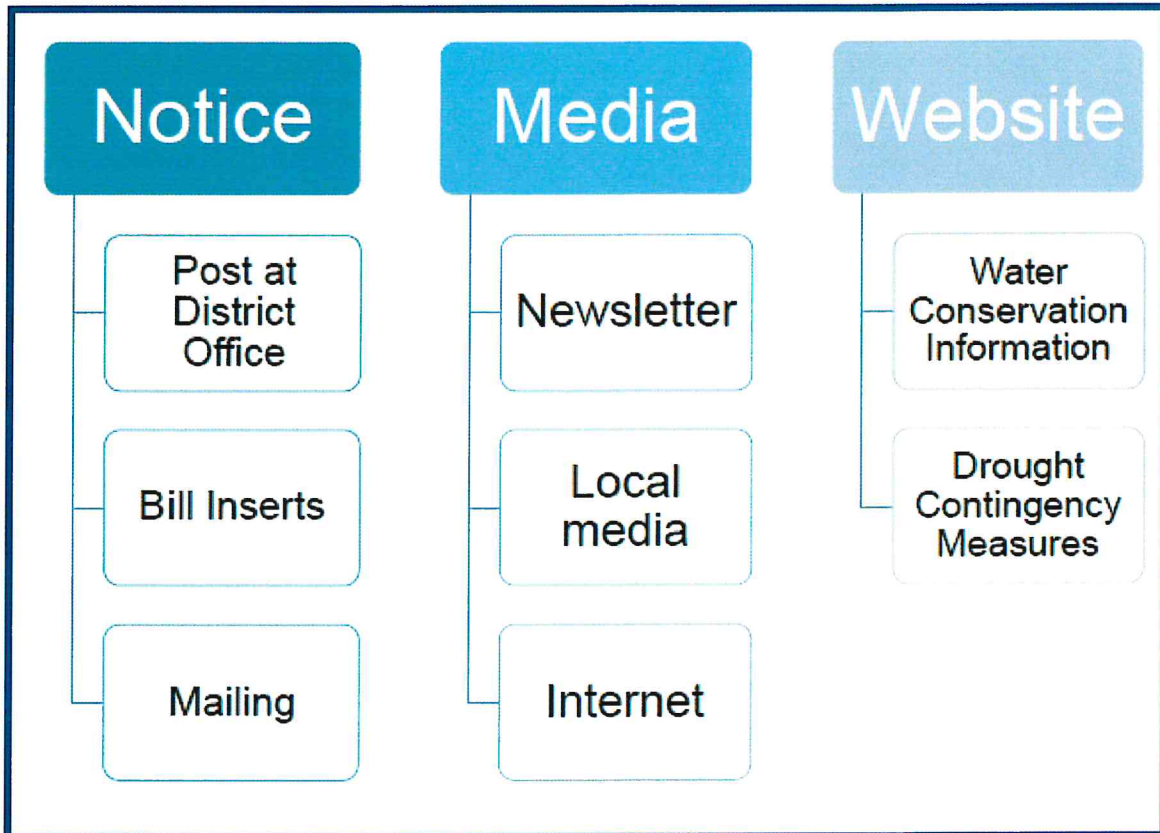 Notice
Post at
District
Office
Bill Inserts
Mailing
Media
Newsletter
Local
media
Internet
Website
Water
Conservation
Information
Drought
Contingency
Measures